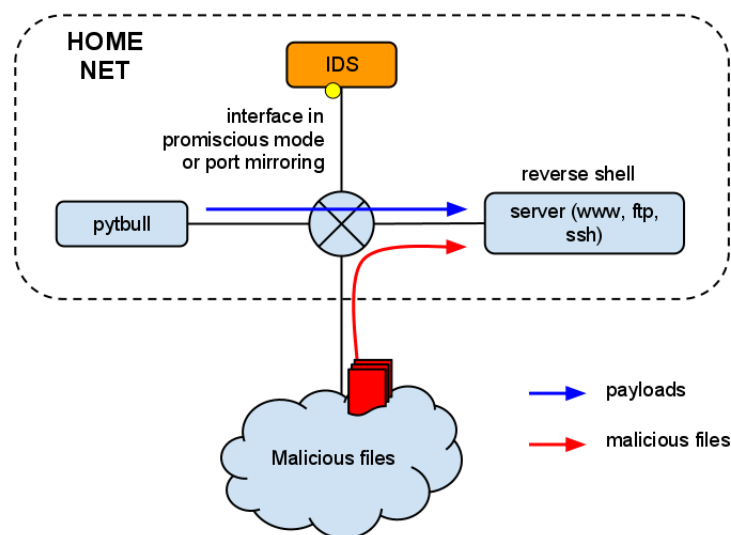 HOME
NET
IDS
interface in
promiscious mode
or port mirroring
reverse shell
pytbull
server (www, ftp,
ssh)
payloads
malicious files
Malicious files